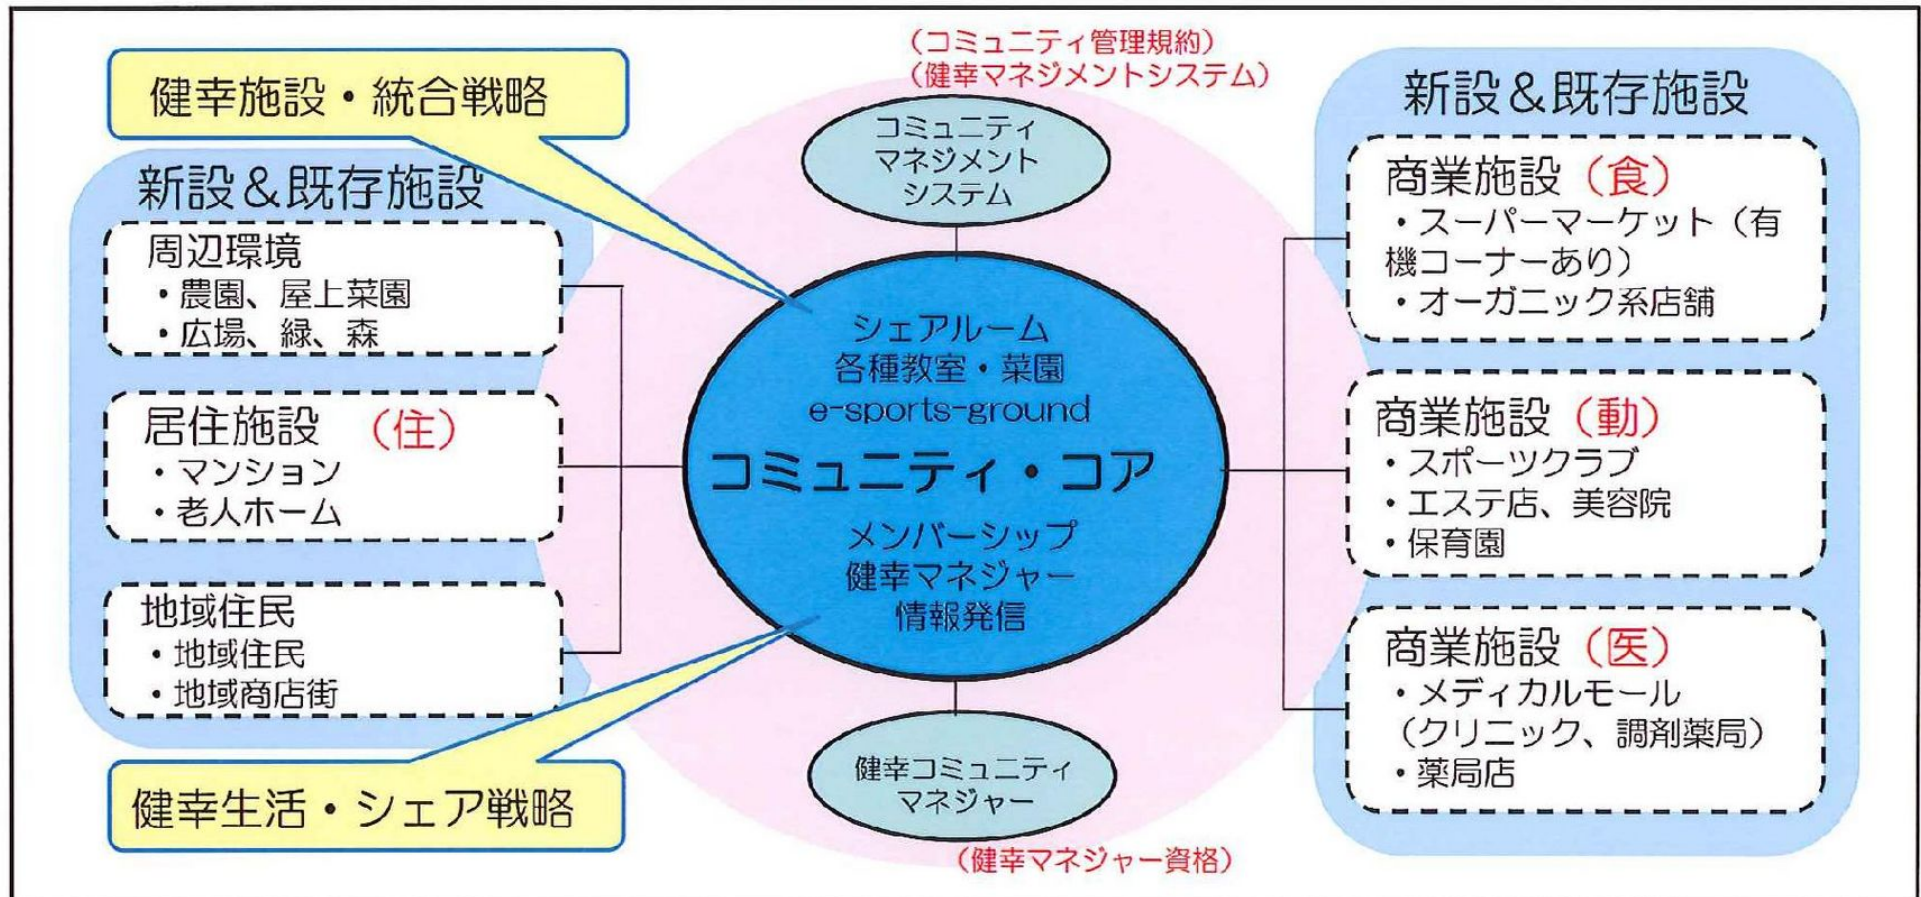 健幸施設・統合戦略
新設＆既存施設
周辺環境
・農園、屋上菜園
・広場、緑、森
居住施設 （住）
・マンション
・老人ホーム
地域住民
・地域住民
・地域商店街
健幸生活・シェア戦略
（コミュニティ管理規約）
（健幸マネジメントシステム）
コミュニティ
マネジメント
システム
シェアルーム
各種教室・菜園
e-sports-ground
コミュニティ・コア
メンバーシップ
健幸マネジャー
情報発信
健幸コミュニティ
マネジャー
（健幸マネジャー資格）
新設＆既存施設
商業施設（食）
・スーパーマーケット（有
機コーナーあり）
・オーガニック系店舗
商業施設（動）
・スポーツクラブ
・エステ店、美容院
・保育園
商業施設（医）
・メディカルモール
（クリニック、調剤薬局）
・薬局店